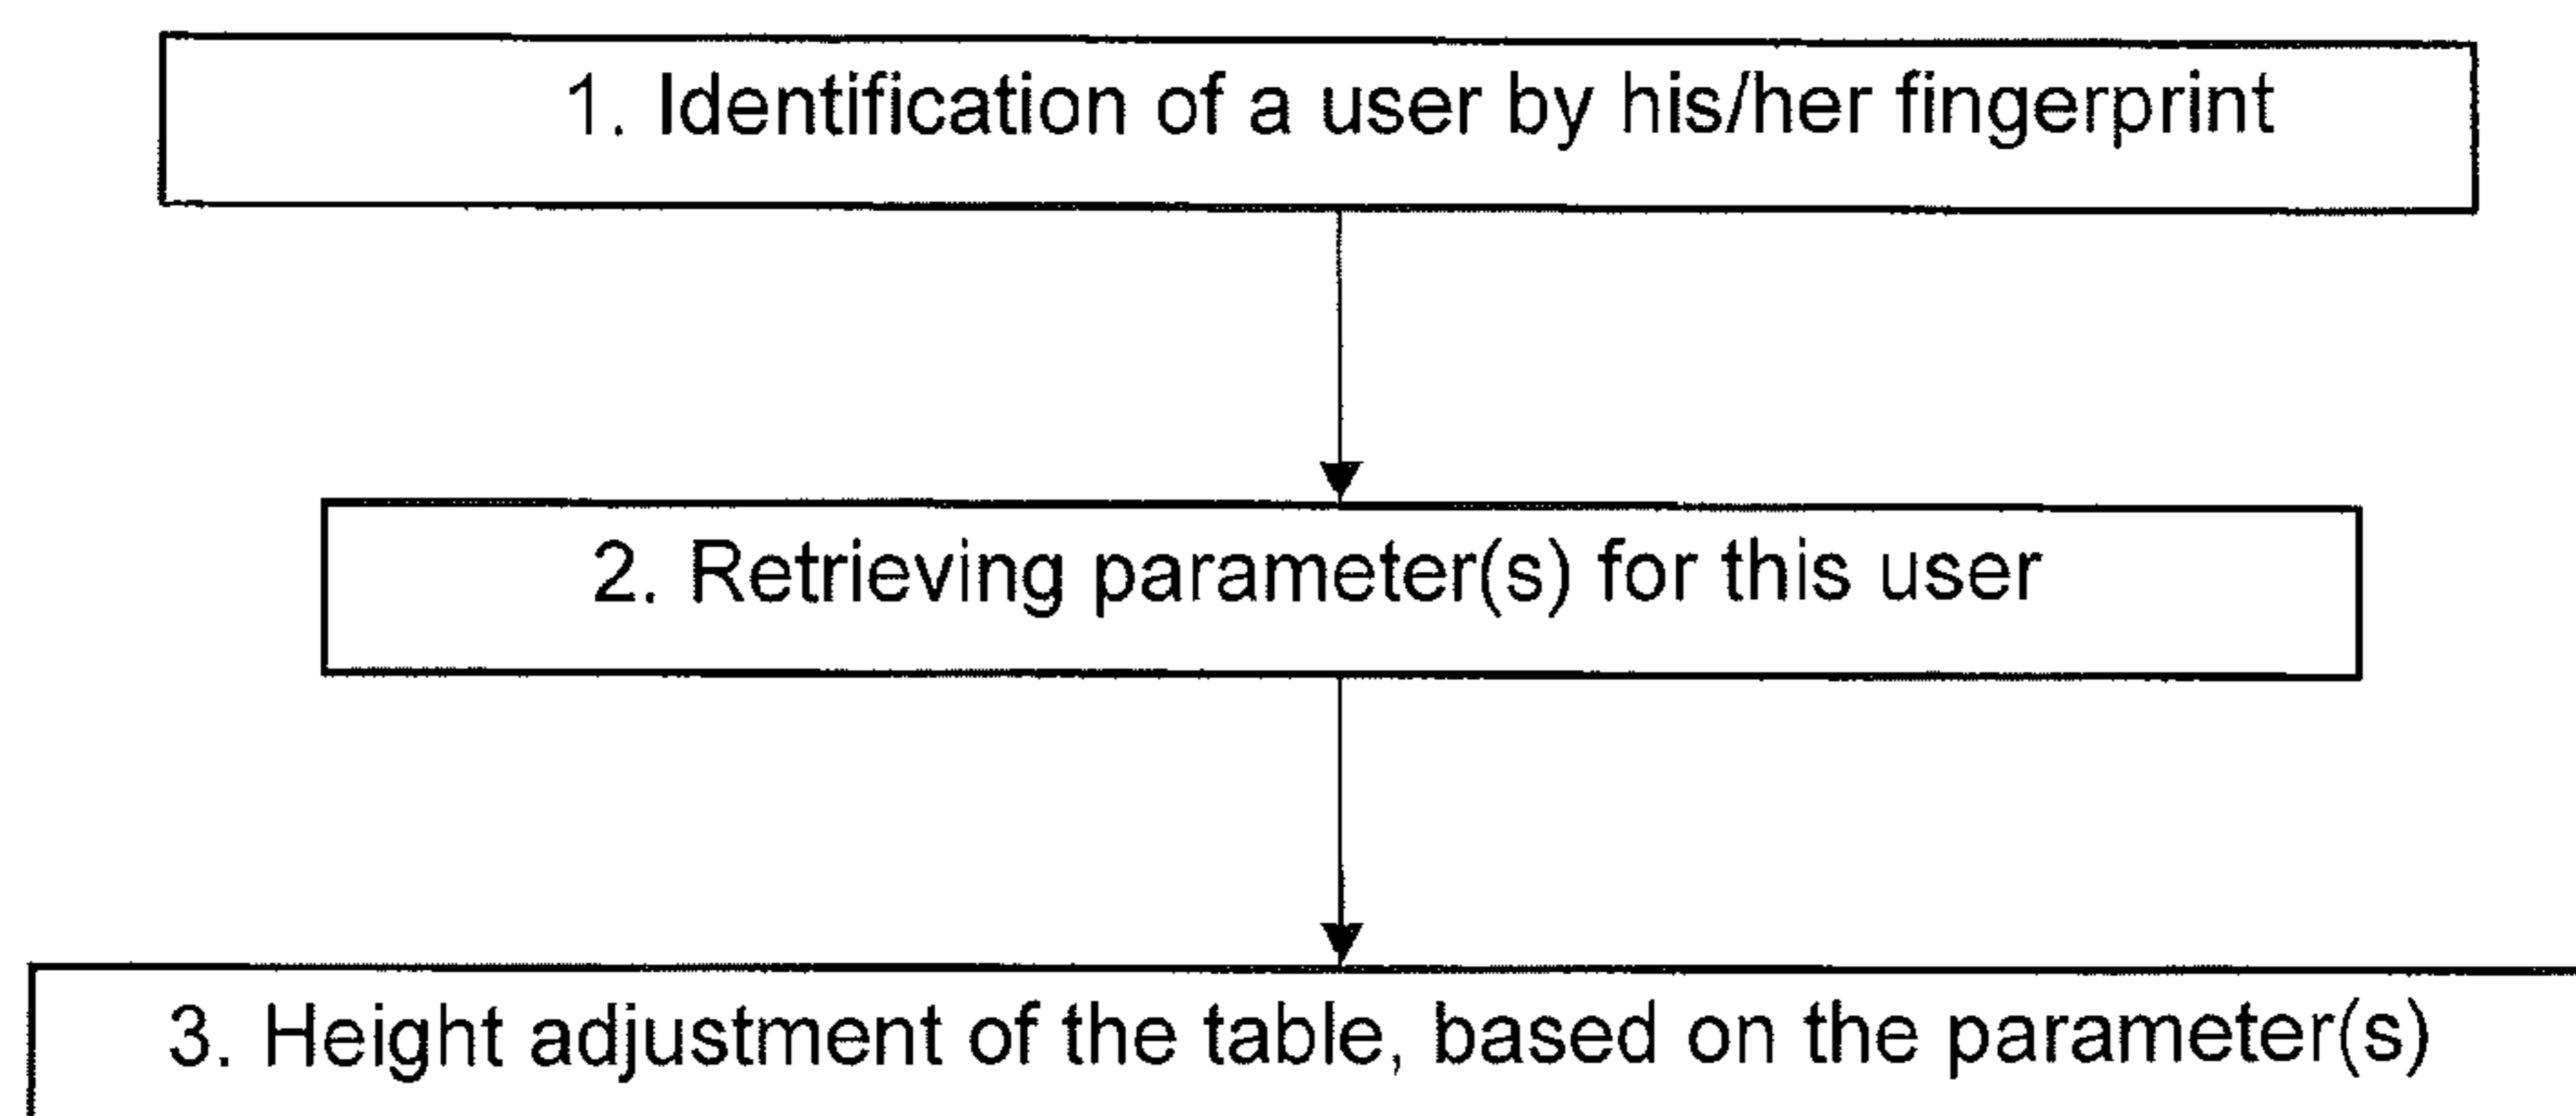 1. Identification of a user by his/her fingerprint
2. Retrieving parameter(s) for this user
3. Height adjustment of the table, based on the parameter(s)